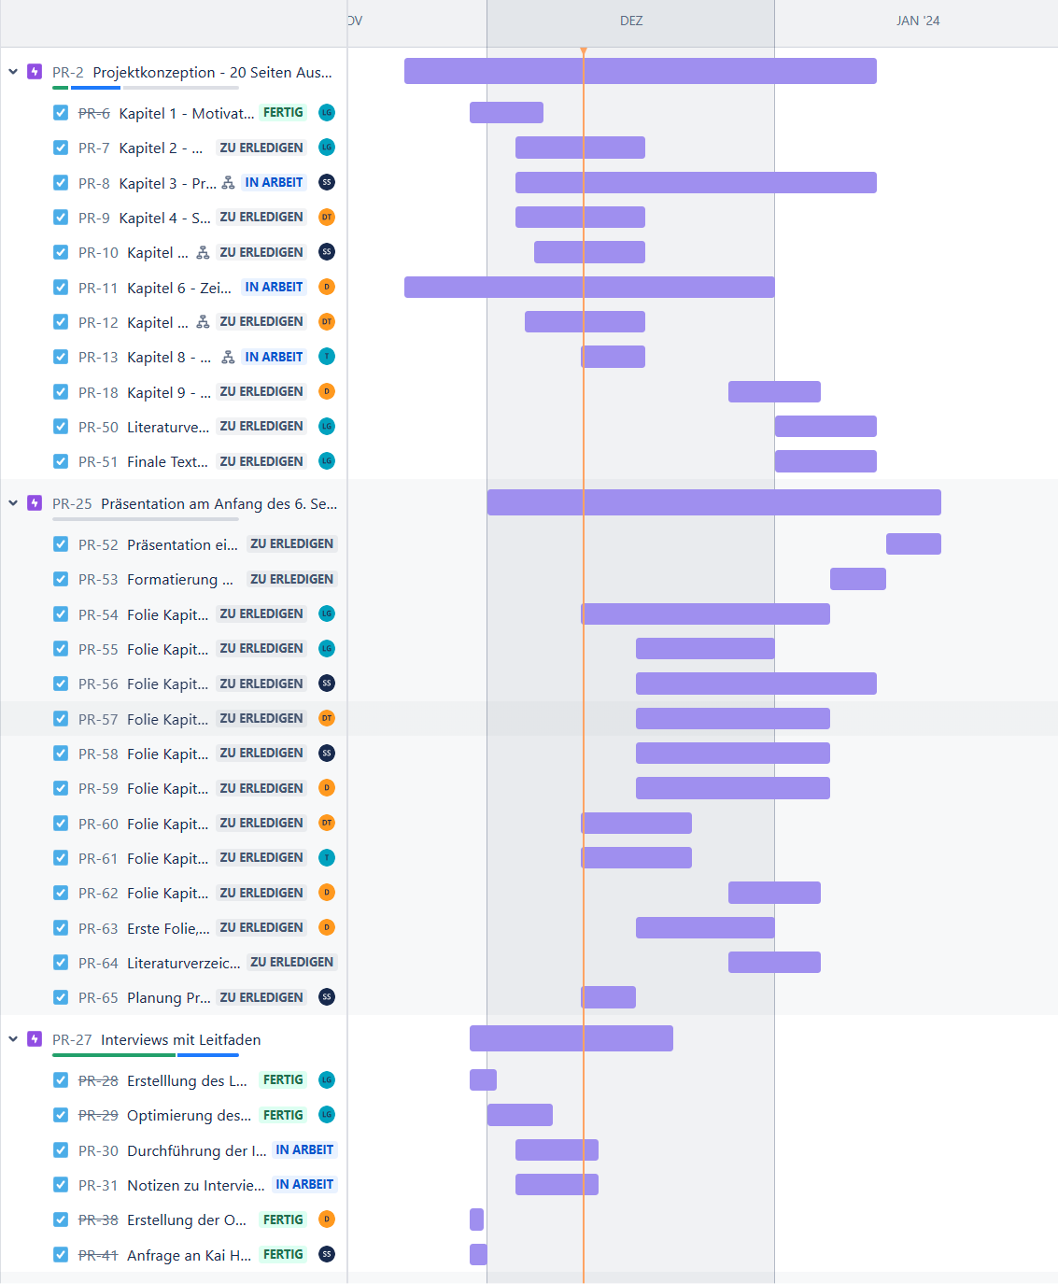 OV DEZ JAN '24
PR-2 Projektkonzeption - 20 Seiten Aus...
PR-6 Kapitel 1 - Motivat... FERTIG LG
PR-7 Kapitel 2 - ... ZU ERLEDIGEN LG
PR-8 Kapitel 3 - Pr... IN ARBEIT SS
PR-9 Kapitel 4 - S... ZU ERLEDIGEN DT
PR-10 Kapitel ... ZU ERLEDIGEN SS
PR-11 Kapitel 6 - Zei... IN ARBEIT D
PR-12 Kapitel ... ZU ERLEDIGEN DT
PR-13 Kapitel 8 - ... IN ARBEIT T
PR-18 Kapitel 9 - ... ZU ERLEDIGEN D
PR-50 Literaturve... ZU ERLEDIGEN LG
PR-51 Finale Text... ZU ERLEDIGEN LG
PR-25 Präsentation am Anfang des 6. Se...
PR-52 Präsentation ei... ZU ERLEDIGEN
PR-53 Formatierung ... ZU ERLEDIGEN
PR-54 Folie Kapit... ZU ERLEDIGEN LG
PR-55 Folie Kapit... ZU ERLEDIGEN LG
PR-56 Folie Kapit... ZU ERLEDIGEN SS
PR-57 Folie Kapit... ZU ERLEDIGEN DT
PR-58 Folie Kapit... ZU ERLEDIGEN SS
PR-59 Folie Kapit... ZU ERLEDIGEN D
PR-60 Folie Kapit... ZU ERLEDIGEN DT
PR-61 Folie Kapit... ZU ERLEDIGEN T
PR-62 Folie Kapit... ZU ERLEDIGEN D
PR-63 Erste Folie,... ZU ERLEDIGEN D
PR-64 Literaturverzeic... ZU ERLEDIGEN
PR-65 Planung Pr... ZU ERLEDIGEN SS
PR-27 Interviews mit Leitfaden
PR-28 Erstelllung des L... FERTIG LG
PR-29 Optimierung des... FERTIG LG
PR-30 Durchführung der I... IN ARBEIT
PR-31 Notizen zu Intervie... IN ARBEIT
PR-38 Erstellung der O... FERTIG D
PR-41 Anfrage an Kai H... FERTIG SS